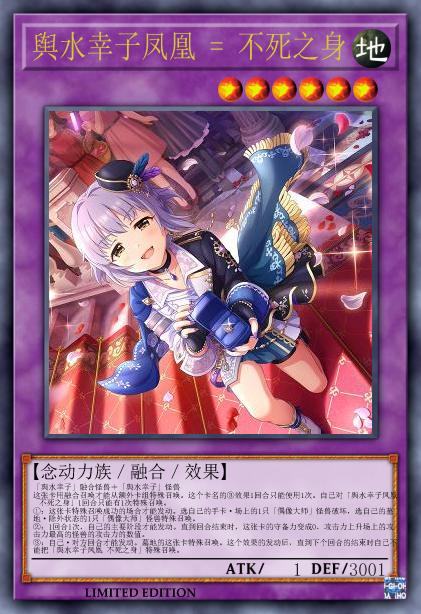 輿水幸子凤凰 = 不死之身 地
【念动力族 / 融合 / 效果】
「輿水幸子」融合怪兽+「輿水幸子」怪兽
这张卡用融合召唤才能从额外卡组特殊召唤。这个卡名的③效果1回合只能使用1次。自己对「輿水幸子凤凰
不死之身」1回合只能有1次特殊召唤。
①:这张卡特殊召唤成功的场合才能发动。选自己的手卡・场上的1只「偶像大师」怪兽破坏,选自己的墓
地・除外状态的1只「偶像大师」怪兽特殊召唤。
②:1回合1次,自己的主要阶段才能发动。直到回合结束时,这张卡的守备力变成0,攻击力上升场上的攻
击力最高的怪兽的攻击力的数值。
③:自己・对方回合才能发动。墓地的这张卡特殊召唤。这个效果的发动后,直到下个回合的结束时自己不
能把「輿水幸子凤凰 不死之身」特殊召唤。
ATK/ 1 DEF/3001
LIMITED EDITION